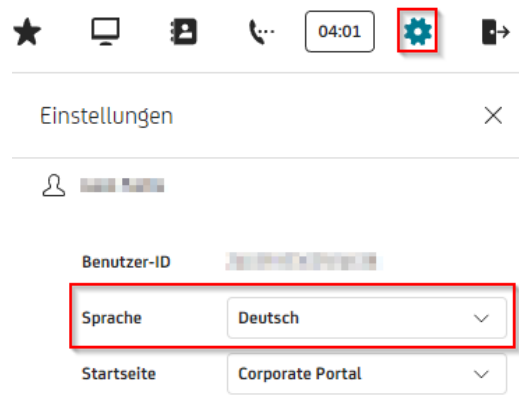 04:01
Einstellungen
Benutzer-ID
Sprache Deutsch
Startseite Corporate Portal